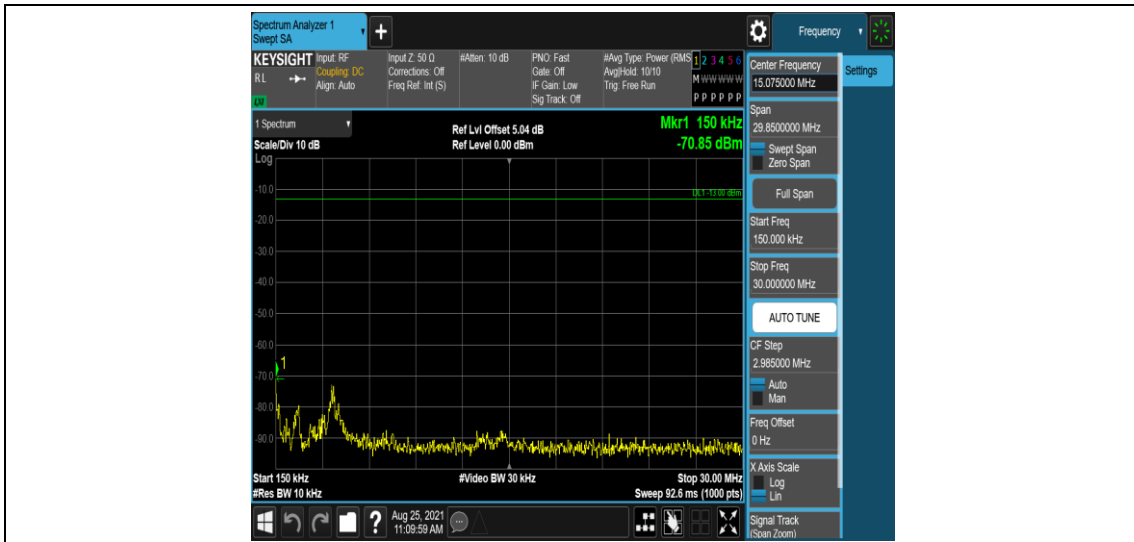 Spectrum Analyzer 1
Swept SA
+
Frequency
KEYSIGHT
RL
LXI
Input: RF
Coupling: DC
Align: Auto
Input Z: 50 Ω
Corrections: Off
Freq Ref: Int (S)
#Atten: 10 dB
PNO: Fast
Gate: Off
IF Gain: Low
Sig Track: Off
#Avg Type: Power (RMS
Avg|Hold: 10/10
Trig: Free Run
1 2 3 4 5 6
M W W W W W
P P P P P P
1 Spectrum
Scale/Div 10 dB
Log
Ref Lvl Offset 5.04 dB
Ref Level 0.00 dBm
Mkr1 150 kHz
-70.85 dBm
DL1 -13.00 dBm
-10.0
-20.0
-30.0
-40.0
-50.0
-60.0
-70.0
-80.0
-90.0
1
Start 150 kHz
#Res BW 10 kHz
#Video BW 30 kHz
Stop 30.00 MHz
Sweep 92.6 ms (1000 pts)
Center Frequency
15.075000 MHz
Settings
Span
29.8500000 MHz
Swept Span
Zero Span
Full Span
Start Freq
150.000 kHz
Stop Freq
30.000000 MHz
AUTO TUNE
CF Step
2.985000 MHz
Auto
Man
Freq Offset
0 Hz
X Axis Scale
Log
Lin
Signal Track
(Span Zoom)
?
Aug 25, 2021
11:09:59 AM